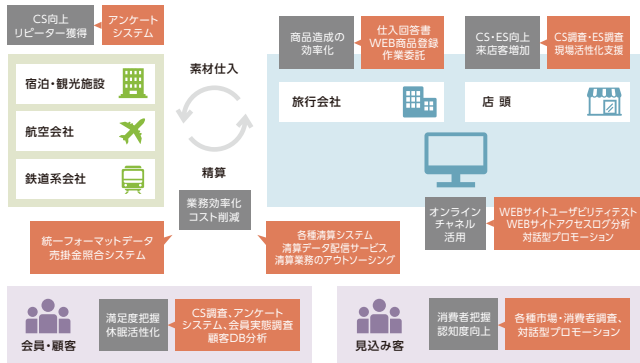 CS向上
リピーター獲得
アンケート
システム
宿泊・観光施設
航空会社
鉄道系会社
素材仕入
精算
業務効率化
コスト削減
統一フォーマットデータ
売掛金照合システム
各種清算システム
清算データ配信サービス
清算業務のアウトソーシング
商品造成の
効率化
仕入回答書
WEB商品登録
作業委託
CS・ES向上
来店客増加
CS調査・ES調査
現場活性化支援
旅行会社
店 頭
オンライン
チャネル
活用
WEBサイトユーザビリティテスト
WEBサイトアクセスログ分析
対話型プロモーション
会員・顧客
満足度把握
休眠活性化
CS調査、アンケート
システム、会員実態調査
顧客DB分析
見込み客
消費者把握
認知度向上
各種市場・消費者調査、
対話型プロモーション